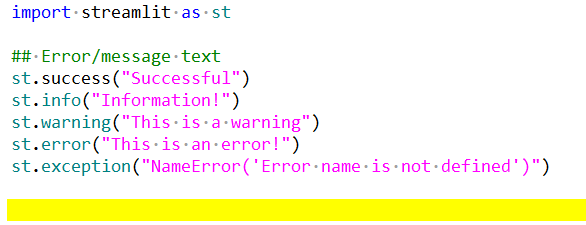 import streamlit as st
## Error/message text
st.success("Successful")
st.info("Information!")
st.warning("This is a warning")
st.error("This is an error!")
st.exception("NameError('Error name is not defined')")